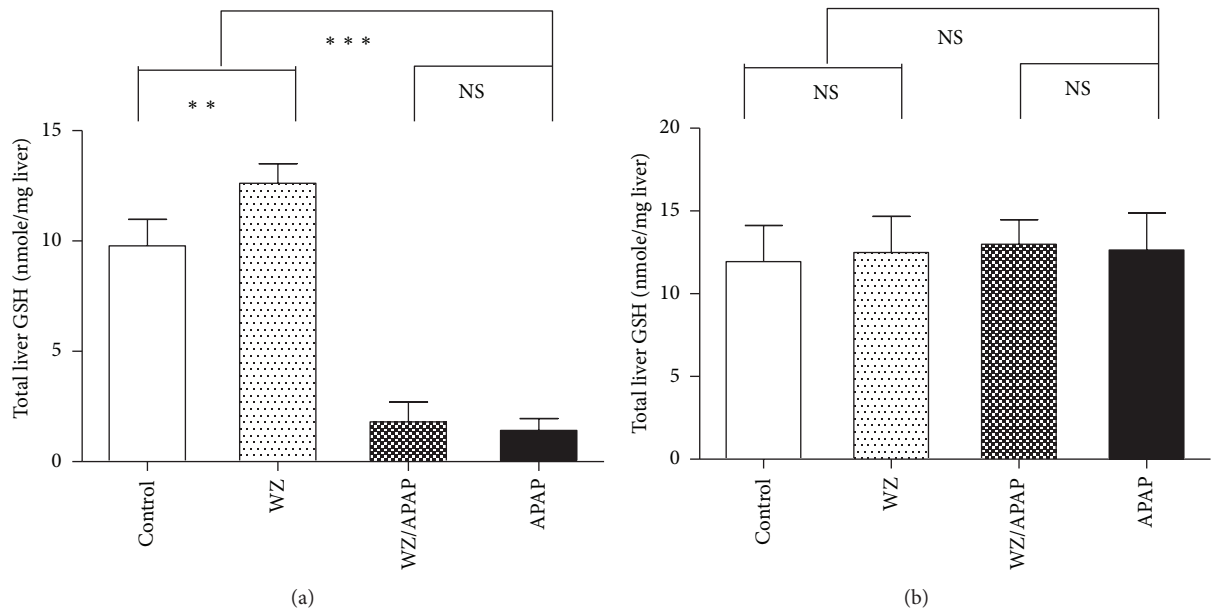 * * *
* *
NS
Total liver GSH (nmole/mg liver)
15
10
5
0
Control
WZ
WZ/APAP
APAP
(a)
NS
NS
NS
Total liver GSH (nmole/mg liver)
20
15
10
5
0
Control
WZ
WZ/APAP
APAP
(b)